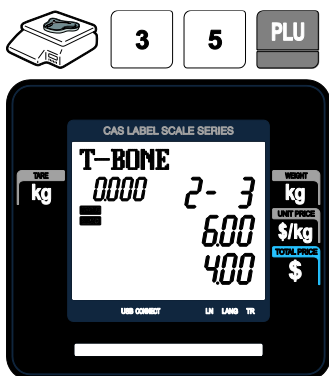 3 5 PLU
CAS LABEL SCALE SERIES
T-BONE
TARE
kg
0.000 2- 3
WEIGHT
kg
6.00
UNIT PRICE
$/kg
4.00
TOTAL PRICE
$
USB CONNECT LN LANG TR